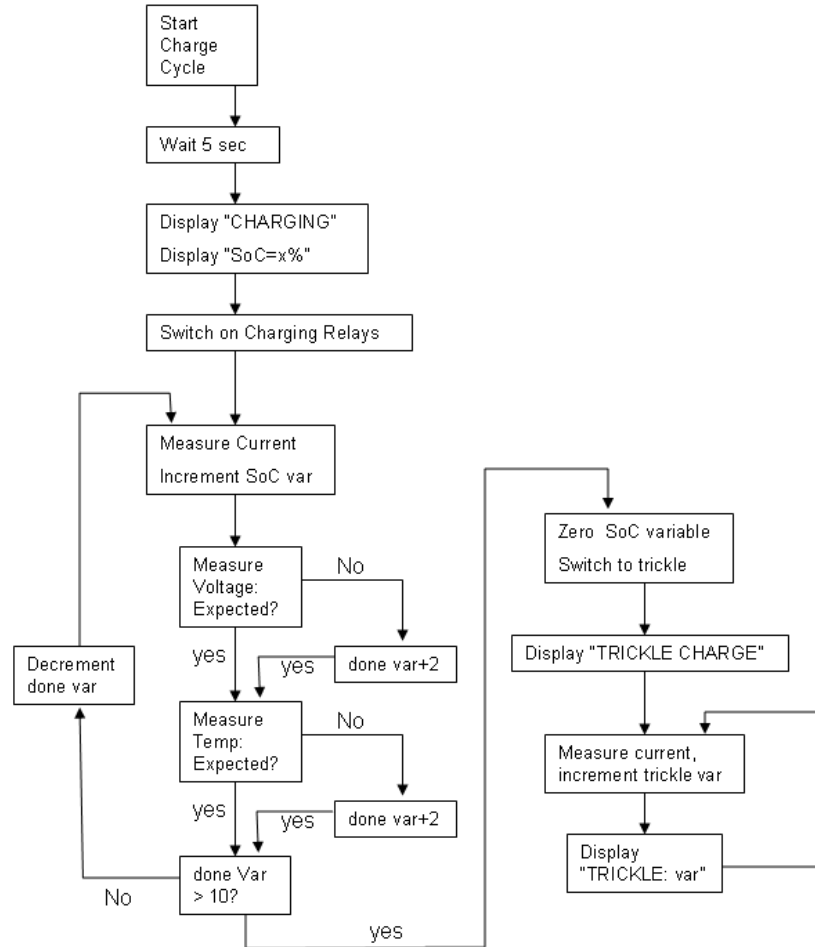 Start
Charge
Cycle
Wait 5 sec
Display "CHARGING"
Display "SoC=x%"
Switch on Charging Relays
Measure Current
Increment SoC var
Measure
Voltage:
Expected?
No
yes
done var+2
yes
Measure
Temp:
Expected?
No
yes
done var+2
yes
done Var
> 10?
No
Decrement
done var
yes
Zero SoC variable
Switch to trickle
Display "TRICKLE CHARGE"
Measure current,
increment trickle var
Display
"TRICKLE: var"